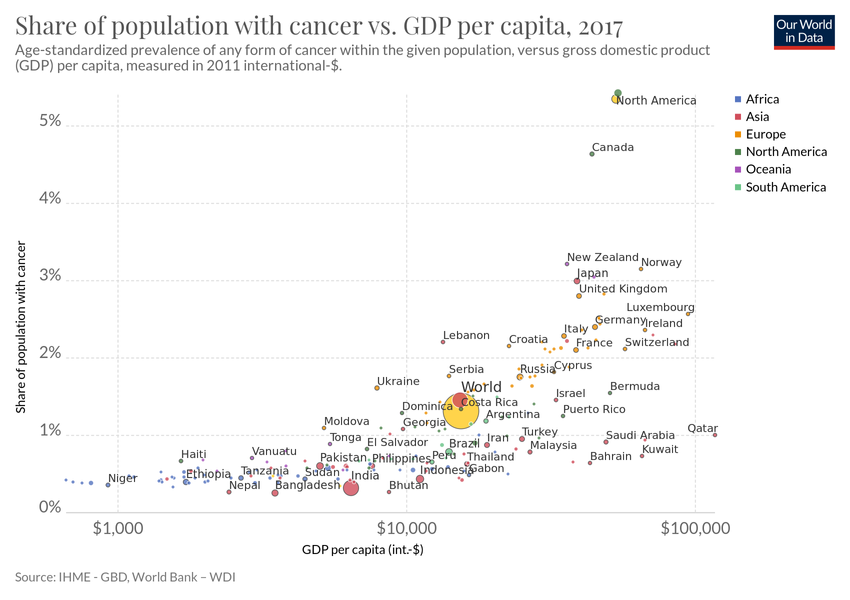 Share of population with cancer vs. GDP per capita, 2017
Age-standardized prevalence of any form of cancer within the given population, versus gross domestic product
(GDP) per capita, measured in 2011 international-$.
Our World
in Data
Africa
Asia
Europe
North America
Oceania
South America
Share of population with cancer
5%
4%
3%
2%
1%
0%
North America
Canada
New Zealand
Norway
Japan
United Kingdom
Luxembourg
Germany
Ireland
Italy
Lebanon
Croatia
France
Switzerland
Serbia
Russia
Cyprus
Ukraine
World
Bermuda
Israel
Costa Rica
Dominica
Puerto Rico
Argentina
Moldova
Georgia
Qatar
Tonga
Turkey
Saudi Arabia
El Salvador
Brazil
Iran
Malaysia
Kuwait
Haiti
Vanuatu
Pakistan
Philippines
Peru
Thailand
Bahrain
Niger
Ethiopia
Tanzania
Sudan
India
Indonesia
Gabon
Nepal
Bangladesh
Bhutan
$1,000
$10,000
$100,000
GDP per capita (int.-$)
Source: IHME - GBD, World Bank – WDI